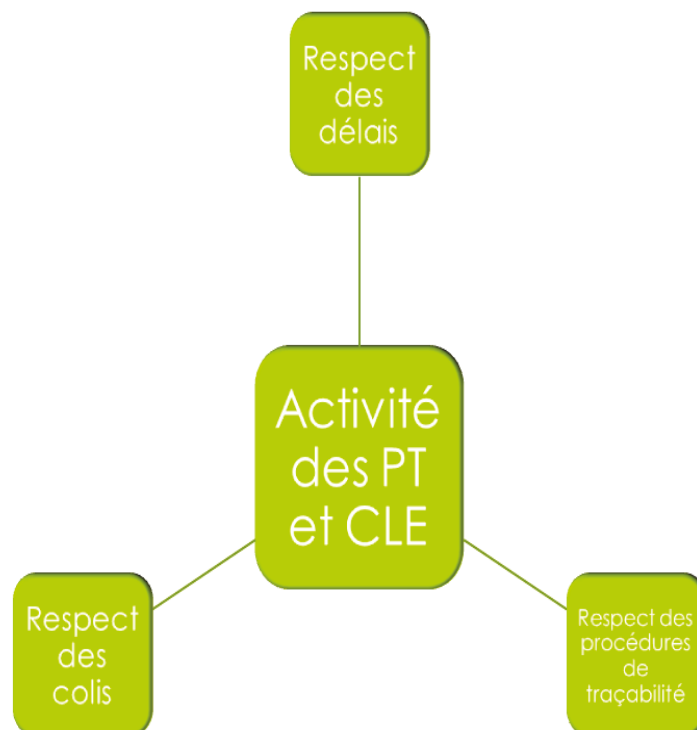 Respect
des
délais
Activité
des PT
et CLE
Respect
des
colis
Respect des
procédures
de
traçabilité